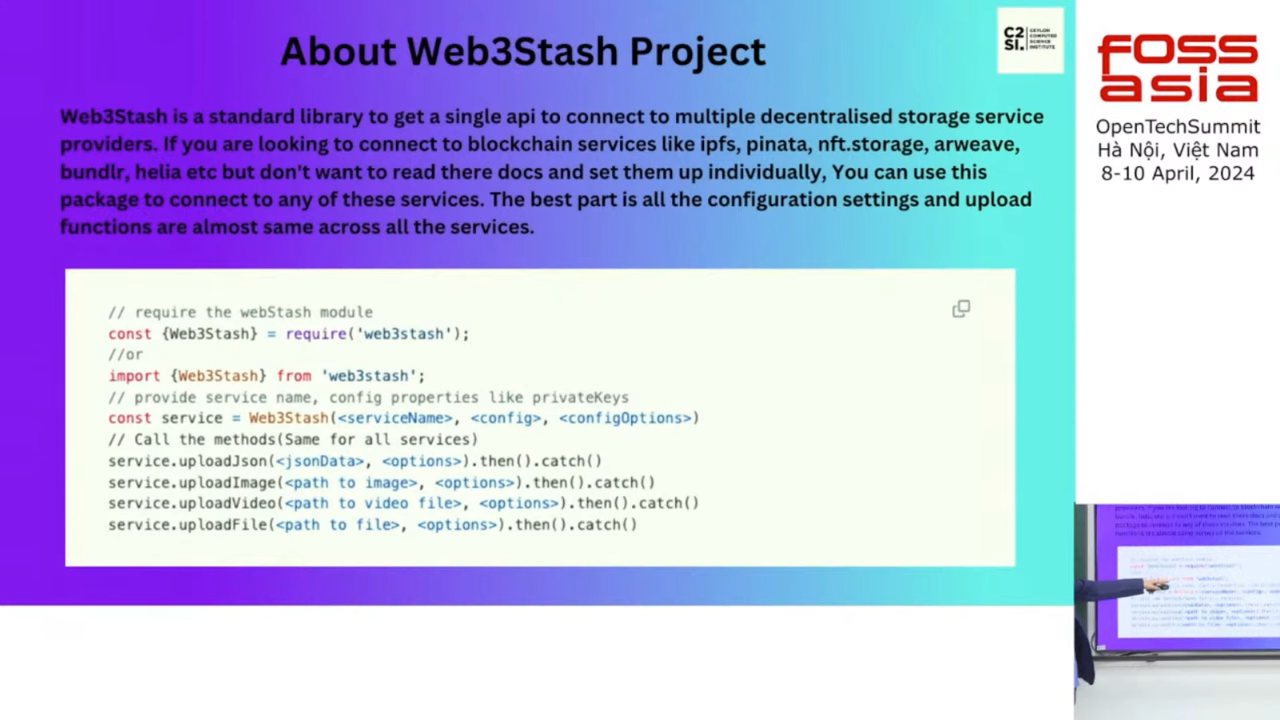 About Web3Stash Project
C2
SI.
CEYLON
COMPUTER
SCIENCE
INSTITUTE
Web3Stash is a standard library to get a single api to connect to multiple decentralised storage service
providers. If you are looking to connect to blockchain services like ipfs, pinata, nft.storage, arweave,
bundlr, helia etc but don't want to read there docs and set them up individually, You can use this
package to connect to any of these services. The best part is all the configuration settings and upload
functions are almost same across all the services.
// require the webStash module
const {Web3Stash} = require('web3stash');
//or
import {Web3Stash} from 'web3stash';
// provide service name, config properties like privateKeys
const service = Web3Stash(<serviceName>, <config>, <configOptions>)
// Call the methods(Same for all services)
service.uploadJson(<jsonData>, <options>).then().catch()
service.uploadImage(<path to image>, <options>).then().catch()
service.uploadVideo(<path to video file>, <options>).then().catch()
service.uploadFile(<path to file>, <options>).then().catch()
FOSS
asia
OpenTechSummit
Hà Nội, Việt Nam
8-10 April, 2024